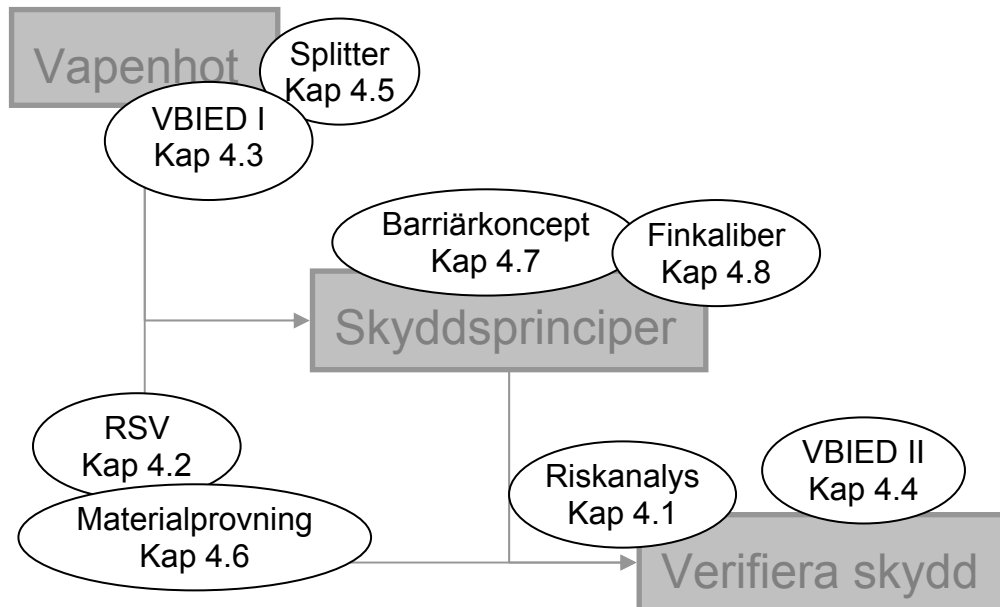 Vapenhot
Splitter
Kap 4.5
VBIED I
Kap 4.3
Barriärkoncept
Kap 4.7
Finkaliber
Kap 4.8
Skyddsprinciper
RSV
Kap 4.2
Materialprovning
Kap 4.6
Riskanalys
Kap 4.1
VBIED II
Kap 4.4
Verifiera skydd